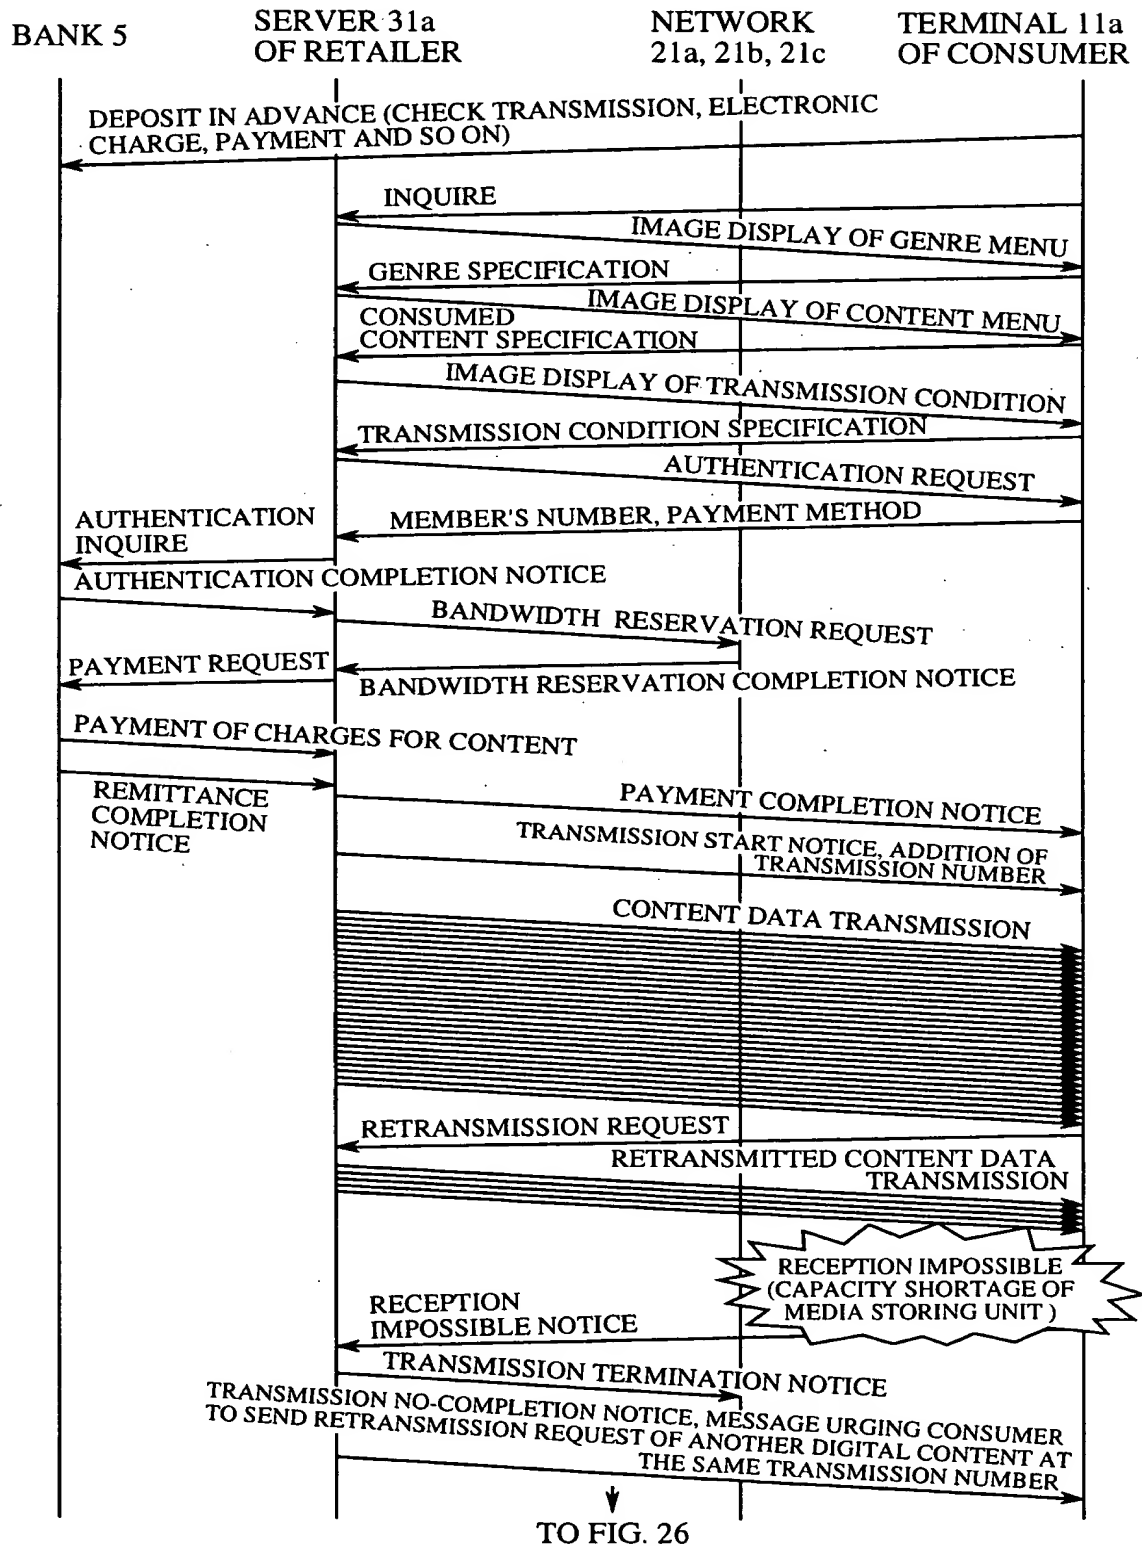 BANK 5
SERVER 31a
OF RETAILER
NETWORK
21a, 21b, 21c
TERMINAL 11a
OF CONSUMER
DEPOSIT IN ADVANCE (CHECK TRANSMISSION, ELECTRONIC
CHARGE, PAYMENT AND SO ON)
INQUIRE
IMAGE DISPLAY OF GENRE MENU
GENRE SPECIFICATION
IMAGE DISPLAY OF CONTENT MENU
CONSUMED
CONTENT SPECIFICATION
IMAGE DISPLAY OF TRANSMISSION CONDITION
TRANSMISSION CONDITION SPECIFICATION
AUTHENTICATION REQUEST
MEMBER'S NUMBER, PAYMENT METHOD
AUTHENTICATION
INQUIRE
AUTHENTICATION COMPLETION NOTICE
BANDWIDTH RESERVATION REQUEST
PAYMENT REQUEST
BANDWIDTH RESERVATION COMPLETION NOTICE
PAYMENT OF CHARGES FOR CONTENT
REMITTANCE
COMPLETION
NOTICE
PAYMENT COMPLETION NOTICE
TRANSMISSION START NOTICE, ADDITION OF
TRANSMISSION NUMBER
CONTENT DATA TRANSMISSION
RETRANSMISSION REQUEST
RETRANSMITTED CONTENT DATA
TRANSMISSION
RECEPTION IMPOSSIBLE
(CAPACITY SHORTAGE OF
MEDIA STORING UNIT )
RECEPTION
IMPOSSIBLE NOTICE
TRANSMISSION TERMINATION NOTICE
TRANSMISSION NO-COMPLETION NOTICE, MESSAGE URGING CONSUMER
TO SEND RETRANSMISSION REQUEST OF ANOTHER DIGITAL CONTENT AT
THE SAME TRANSMISSION NUMBER
TO FIG. 26